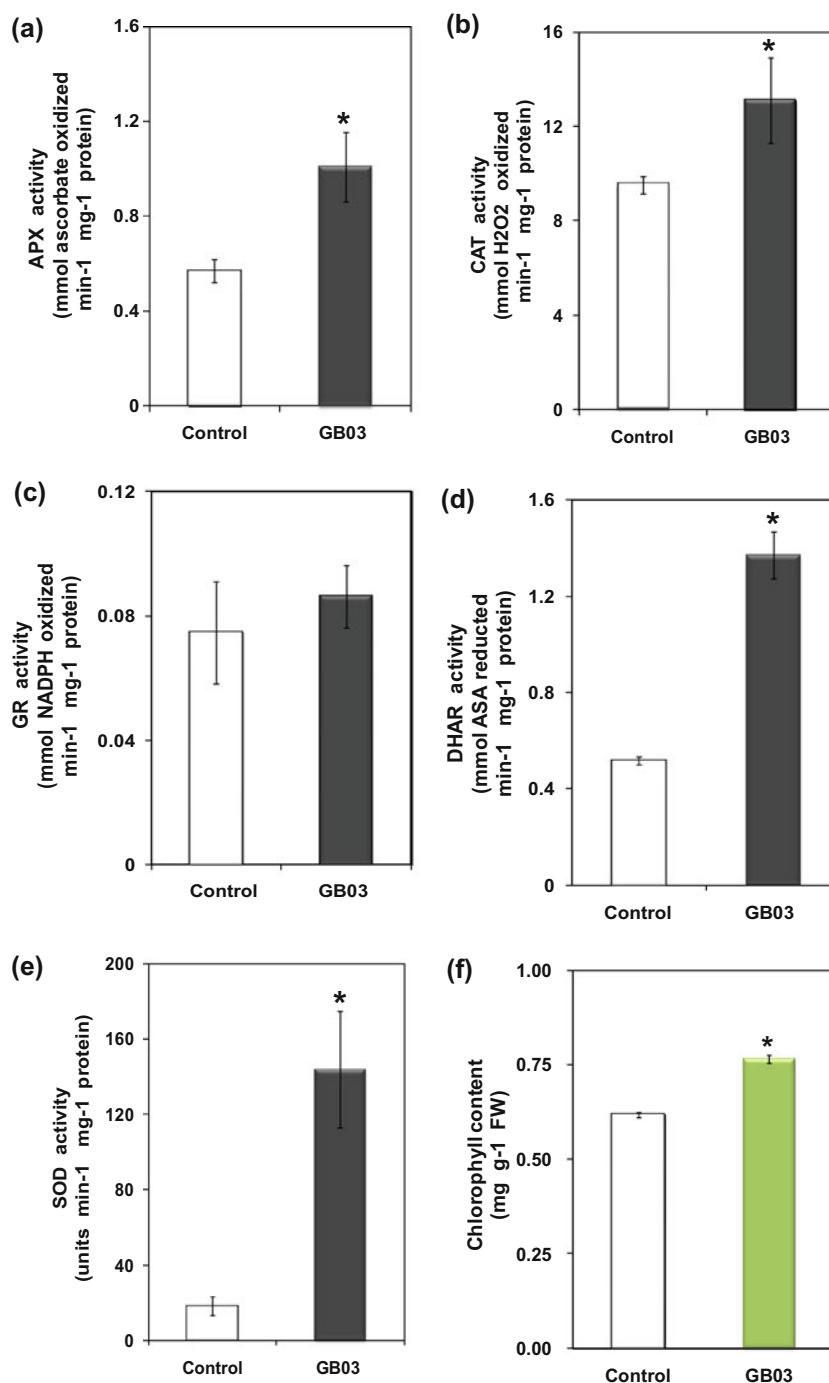 (a)
1.6
1.2
0.8
0.4
0
APX activity
(mmol ascorbate oxidized
min-1 mg-1 protein)
*
Control GB03
(b)
16
12
8
4
0
CAT activity
(mmol H2O2 oxidized
min-1 mg-1 protein)
*
Control GB03
(c)
0.12
0.08
0.04
0
GR activity
(mmol NADPH oxidized
min-1 mg-1 protein)
Control GB03
(d)
1.6
1.2
0.8
0.4
0
DHAR activity
(mmol ASA reducted
min-1 mg-1 protein)
*
Control GB03
(e)
200
160
120
80
40
0
SOD activity
(units min-1 mg-1 protein)
*
Control GB03
(f)
1.00
0.75
0.50
0.25
0.00
Chlorophyll content
(mg g-1 FW)
*
Control GB03